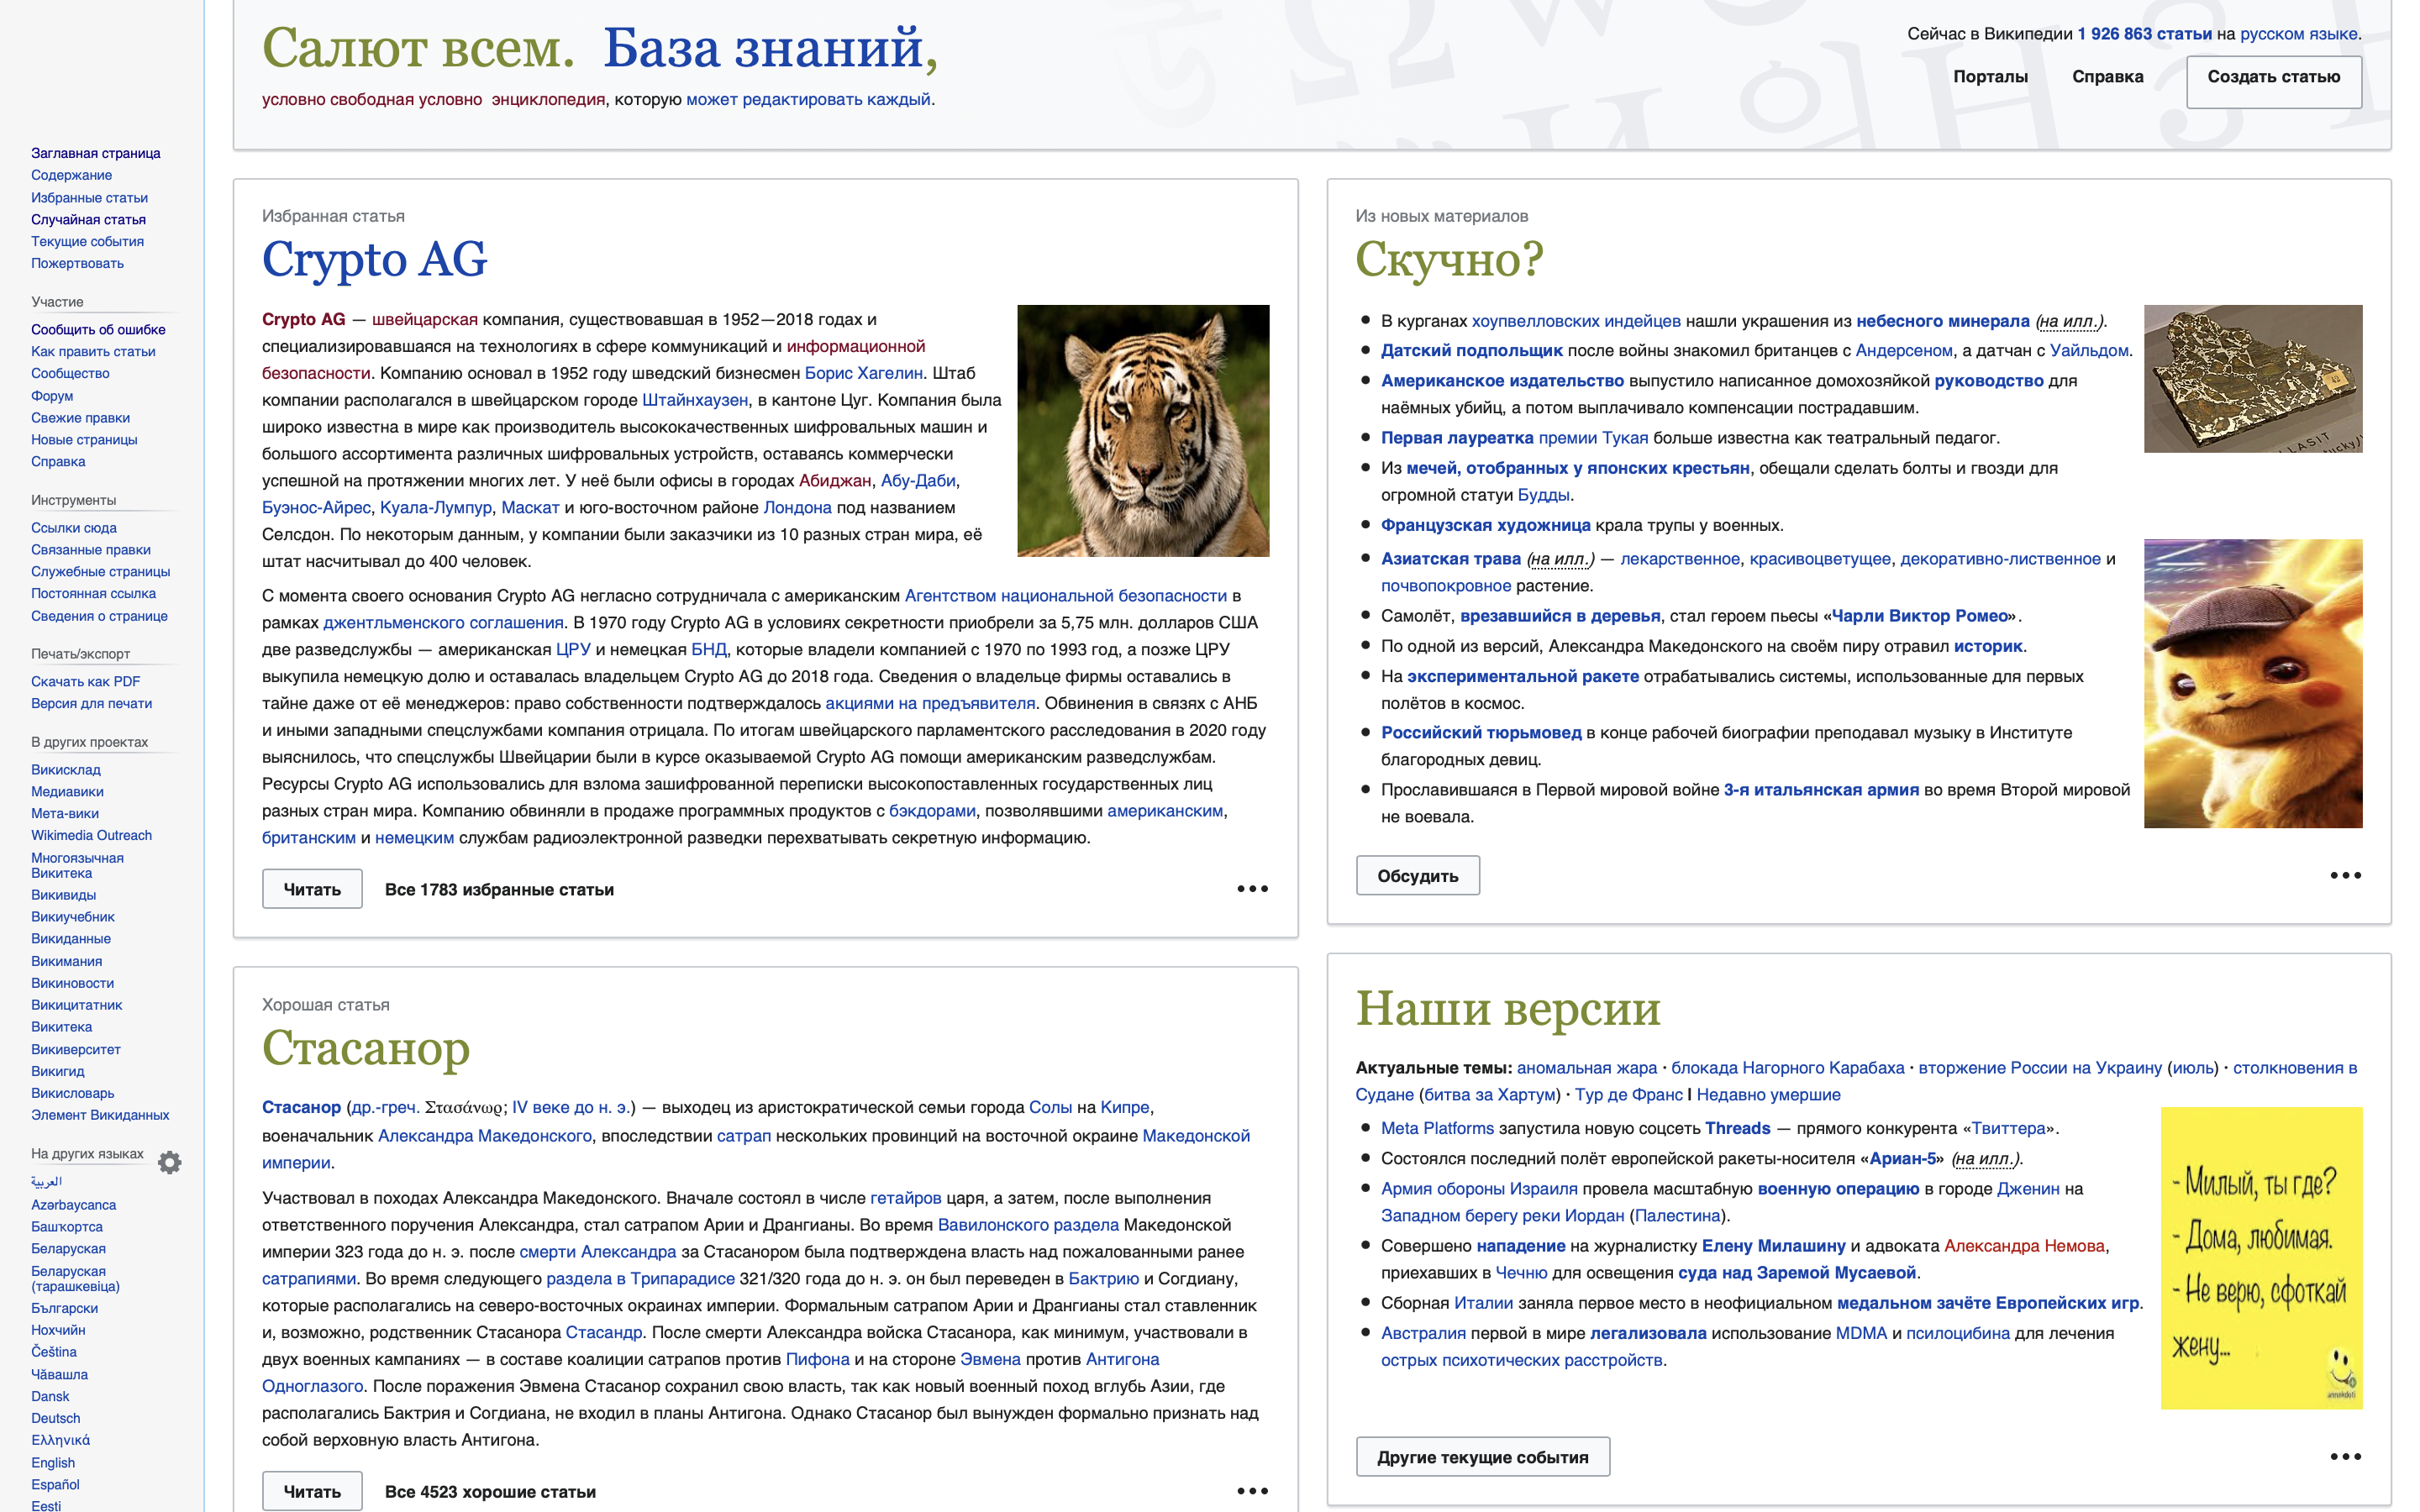 Салют всем. База знаний,
условно свободная условно энциклопедия, которую может редактировать каждый.
Сейчас в Википедии 1 926 863 статьи на русском языке.
Порталы Справка Создать статью
Заглавная страница
Содержание
Избранные статьи
Случайная статья
Текущие события
Пожертвовать
Участие
Сообщить об ошибке
Как править статьи
Сообщество
Форум
Свежие правки
Новые страницы
Справка
Инструменты
Ссылки сюда
Связанные правки
Служебные страницы
Постоянная ссылка
Сведения о странице
Печать/экспорт
Скачать как PDF
Версия для печати
В других проектах
Викисклад
Медиавики
Мета-вики
Wikimedia Outreach
Многоязычная
Викитека
Викивиды
Викиучебник
Викиданные
Викимания
Викиновости
Викицитатник
Викитека
Викиверситет
Викигид
Викисловарь
Элемент Викиданных
На других языках
العربية
Azərbaycanca
Башҡортса
Беларуская
Беларуская
(тарашкевіца)
Български
Нохчийн
Čeština
Чӑвашла
Dansk
Deutsch
Ελληνικά
English
Español
Eesti
Избранная статья
Crypto AG
Crypto AG — швейцарская компания, существовавшая в 1952—2018 годах и
специализировавшаяся на технологиях в сфере коммуникаций и информационной
безопасности. Компанию основал в 1952 году шведский бизнесмен Борис Хагелин. Штаб
компании располагался в швейцарском городе Штайнхаузен, в кантоне Цуг. Компания была
широко известна в мире как производитель высококачественных шифровальных машин и
большого ассортимента различных шифровальных устройств, оставаясь коммерчески
успешной на протяжении многих лет. У неё были офисы в городах Абиджан, Абу-Даби,
Буэнос-Айрес, Куала-Лумпур, Маскат и юго-восточном районе Лондона под названием
Селсдон. По некоторым данным, у компании были заказчики из 10 разных стран мира, её
штат насчитывал до 400 человек.
С момента своего основания Crypto AG негласно сотрудничала с американским Агентством национальной безопасности в
рамках джентльменского соглашения. В 1970 году Crypto AG в условиях секретности приобрели за 5,75 млн. долларов США
две разведслужбы — американская ЦРУ и немецкая БНД, которые владели компанией с 1970 по 1993 год, а позже ЦРУ
выкупила немецкую долю и оставалась владельцем Crypto AG до 2018 года. Сведения о владельце фирмы оставались в
тайне даже от её менеджеров: право собственности подтверждалось акциями на предъявителя. Обвинения в связях с АНБ
и иными западными спецслужбами компания отрицала. По итогам швейцарского парламентского расследования в 2020 году
выяснилось, что спецслужбы Швейцарии были в курсе оказываемой Crypto AG помощи американским разведслужбам.
Ресурсы Crypto AG использовались для взлома зашифрованной переписки высокопоставленных государственных лиц
разных стран мира. Компанию обвиняли в продаже программных продуктов с бэкдорами, позволявшими американским,
британским и немецким службам радиоэлектронной разведки перехватывать секретную информацию.
Читать Все 1783 избранные статьи
Хорошая статья
Стасанор
Стасанор (др.-греч. Στασάνωρ; IV веке до н. э.) — выходец из аристократической семьи города Солы на Кипре,
военачальник Александра Македонского, впоследствии сатрап нескольких провинций на восточной окраине Македонской
империи.
Участвовал в походах Александра Македонского. Вначале состоял в числе гетайров царя, а затем, после выполнения
ответственного поручения Александра, стал сатрапом Арии и Дрангианы. Во время Вавилонского раздела Македонской
империи 323 года до н. э. после смерти Александра за Стасанором была подтверждена власть над пожалованными ранее
сатрапиями. Во время следующего раздела в Трипарадисе 321/320 года до н. э. он был переведен в Бактрию и Согдиану,
которые располагались на северо-восточных окраинах империи. Формальным сатрапом Арии и Дрангианы стал ставленник
и, возможно, родственник Стасанора Стасандр. После смерти Александра войска Стасанора, как минимум, участвовали в
двух военных кампаниях — в составе коалиции сатрапов против Пифона и на стороне Эвмена против Антигона
Одноглазого. После поражения Эвмена Стасанор сохранил свою власть, так как новый военный поход вглубь Азии, где
располагались Бактрия и Согдиана, не входил в планы Антигона. Однако Стасанор был вынужден формально признать над
собой верховную власть Антигона.
Читать Все 4523 хорошие статьи
Из новых материалов
Скучно?
В курганах хоупвелловских индейцев нашли украшения из небесного минерала (на илл.).
Датский подпольщик после войны знакомил британцев с Андерсеном, а датчан с Уайльдом.
Американское издательство выпустило написанное домохозяйкой руководство для
наёмных убийц, а потом выплачивало компенсации пострадавшим.
Первая лауреатка премии Тукая больше известна как театральный педагог.
Из мечей, отобранных у японских крестьян, обещали сделать болты и гвозди для
огромной статуи Будды.
Французская художница крала трупы у военных.
Азиатская трава (на илл.) — лекарственное, красивоцветущее, декоративно-лиственное и
почвопокровное растение.
Самолёт, врезавшийся в деревья, стал героем пьесы «Чарли Виктор Ромео».
По одной из версий, Александра Македонского на своём пиру отравил историк.
На экспериментальной ракете отрабатывались системы, использованные для первых
полётов в космос.
Российский тюрьмовед в конце рабочей биографии преподавал музыку в Институте
благородных девиц.
Прославившаяся в Первой мировой войне 3-я итальянская армия во время Второй мировой
не воевала.
Обсудить
Наши версии
Актуальные темы: аномальная жара · блокада Нагорного Карабаха · вторжение России на Украину (июль) · столкновения в
Судане (битва за Хартум) · Тур де Франс | Недавно умершие
Meta Platforms запустила новую соцсеть Threads — прямого конкурента «Твиттера».
Состоялся последний полёт европейской ракеты-носителя «Ариан-5» (на илл.).
Армия обороны Израиля провела масштабную военную операцию в городе Дженин на
Западном берегу реки Иордан (Палестина).
Совершено нападение на журналистку Елену Милашину и адвоката Александра Немова,
приехавших в Чечню для освещения суда над Заремой Мусаевой.
Сборная Италии заняла первое место в неофициальном медальном зачёте Европейских игр.
Австралия первой в мире легализовала использование MDMA и псилоцибина для лечения
острых психотических расстройств.
- Милый, ты где?
- Дома, любимая.
- Не верю, сфоткай
жену...
Другие текущие события